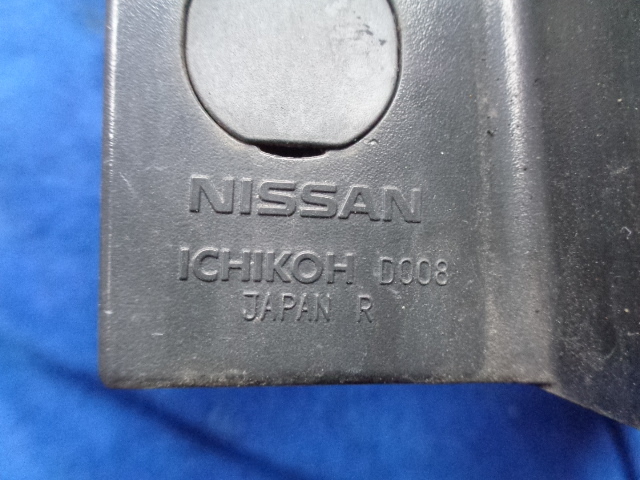 NISSAN
ICHIKOH D008
JAPAN R